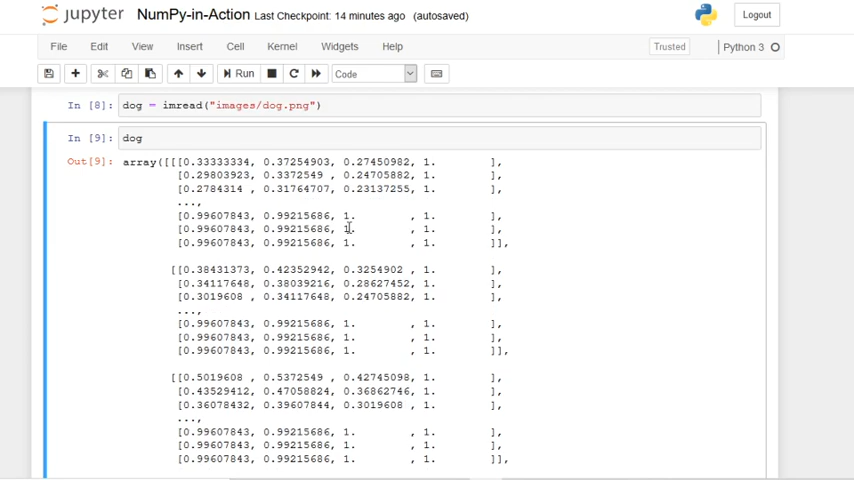 jupyter NumPy-in-Action Last Checkpoint: 14 minutes ago (autosaved) Logout
File Edit View Insert Cell Kernel Widgets Help Trusted Python 3
Run Code
In [8]: dog = imread("images/dog.png")
In [9]: dog
Out[9]: array([[[0.33333334, 0.37254903, 0.27450982, 1. ],
[0.29803923, 0.3372549 , 0.24705882, 1. ],
[0.2784314 , 0.31764707, 0.23137255, 1. ],
...,
[0.99607843, 0.99215686, 1. , 1. ],
[0.99607843, 0.99215686, 1. , 1. ],
[0.99607843, 0.99215686, 1. , 1. ]],
[[0.38431373, 0.42352942, 0.3254902 , 1. ],
[0.34117648, 0.38039216, 0.28627452, 1. ],
[0.3019608 , 0.34117648, 0.24705882, 1. ],
...,
[0.99607843, 0.99215686, 1. , 1. ],
[0.99607843, 0.99215686, 1. , 1. ],
[0.99607843, 0.99215686, 1. , 1. ]],
[[0.5019608 , 0.5372549 , 0.42745098, 1. ],
[0.43529412, 0.47058824, 0.36862746, 1. ],
[0.36078432, 0.39607844, 0.3019608 , 1. ],
...,
[0.99607843, 0.99215686, 1. , 1. ],
[0.99607843, 0.99215686, 1. , 1. ],
[0.99607843, 0.99215686, 1. , 1. ]],